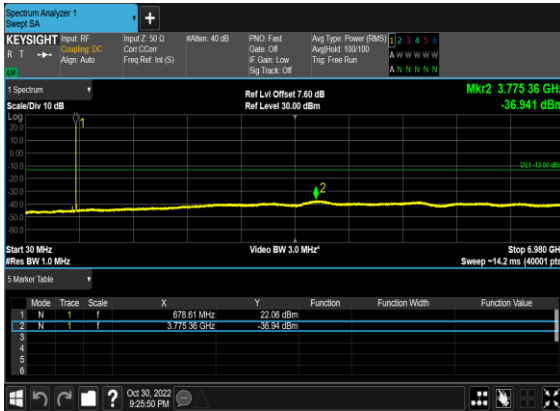 Spectrum Analyzer 1
Swept SA
+
KEYSIGHT Input: RF Input Z: 50 Ω #Atten: 40 dB PNO: Fast Avg Type: Power (RMS) 1 2 3 4 5 6
R T Coupling: DC Corr CCorr Gate: Off Avg|Hold: 100/100 A W W W W W
Align: Auto Freq Ref: Int (S) IF Gain: Low Trig: Free Run
Sig Track: Off A N N N N N
1 Spectrum Ref Lvl Offset 7.60 dB Mkr2 3.775 36 GHz
Scale/Div 10 dB Ref Level 30.00 dBm -36.941 dBm
Log
1
20.0
10.0
0.00
-10.0
DL1 -13.00 dBm
-20.0
-30.0
2
-40.0
-50.0
-60.0
Start 30 MHz Video BW 3.0 MHz* Stop 6.980 GHz
#Res BW 1.0 MHz Sweep ~14.2 ms (40001 pts)
5 Marker Table
Mode Trace Scale X Y Function Function Width Function Value
1 N 1 f 678.61 MHz 22.06 dBm
2 N 1 f 3.775 36 GHz -36.94 dBm
3
4
5
6
? Oct 30, 2022
9:25:50 PM